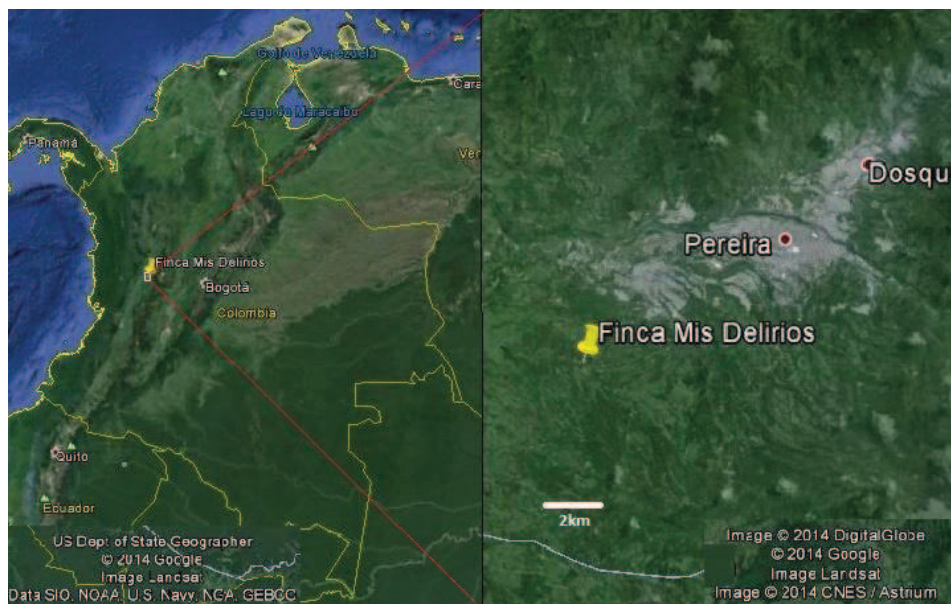 Golfo de Venezuela
Cara
Lago de Maracaibo
Panamá
Ven
Finca Mis Delirios
Bogotá
Colombia
Quito
Ecuador
US Dept of State Geographer
© 2014 Google
Image Landsat
Data SIO, NOAA, U.S. Navy, NGA, GEBCO
Dosqu
Pereira
Finca Mis Delirios
2km
Image © 2014 DigitalGlobe
© 2014 Google
Image Landsat
Image © 2014 CNES / Astrium